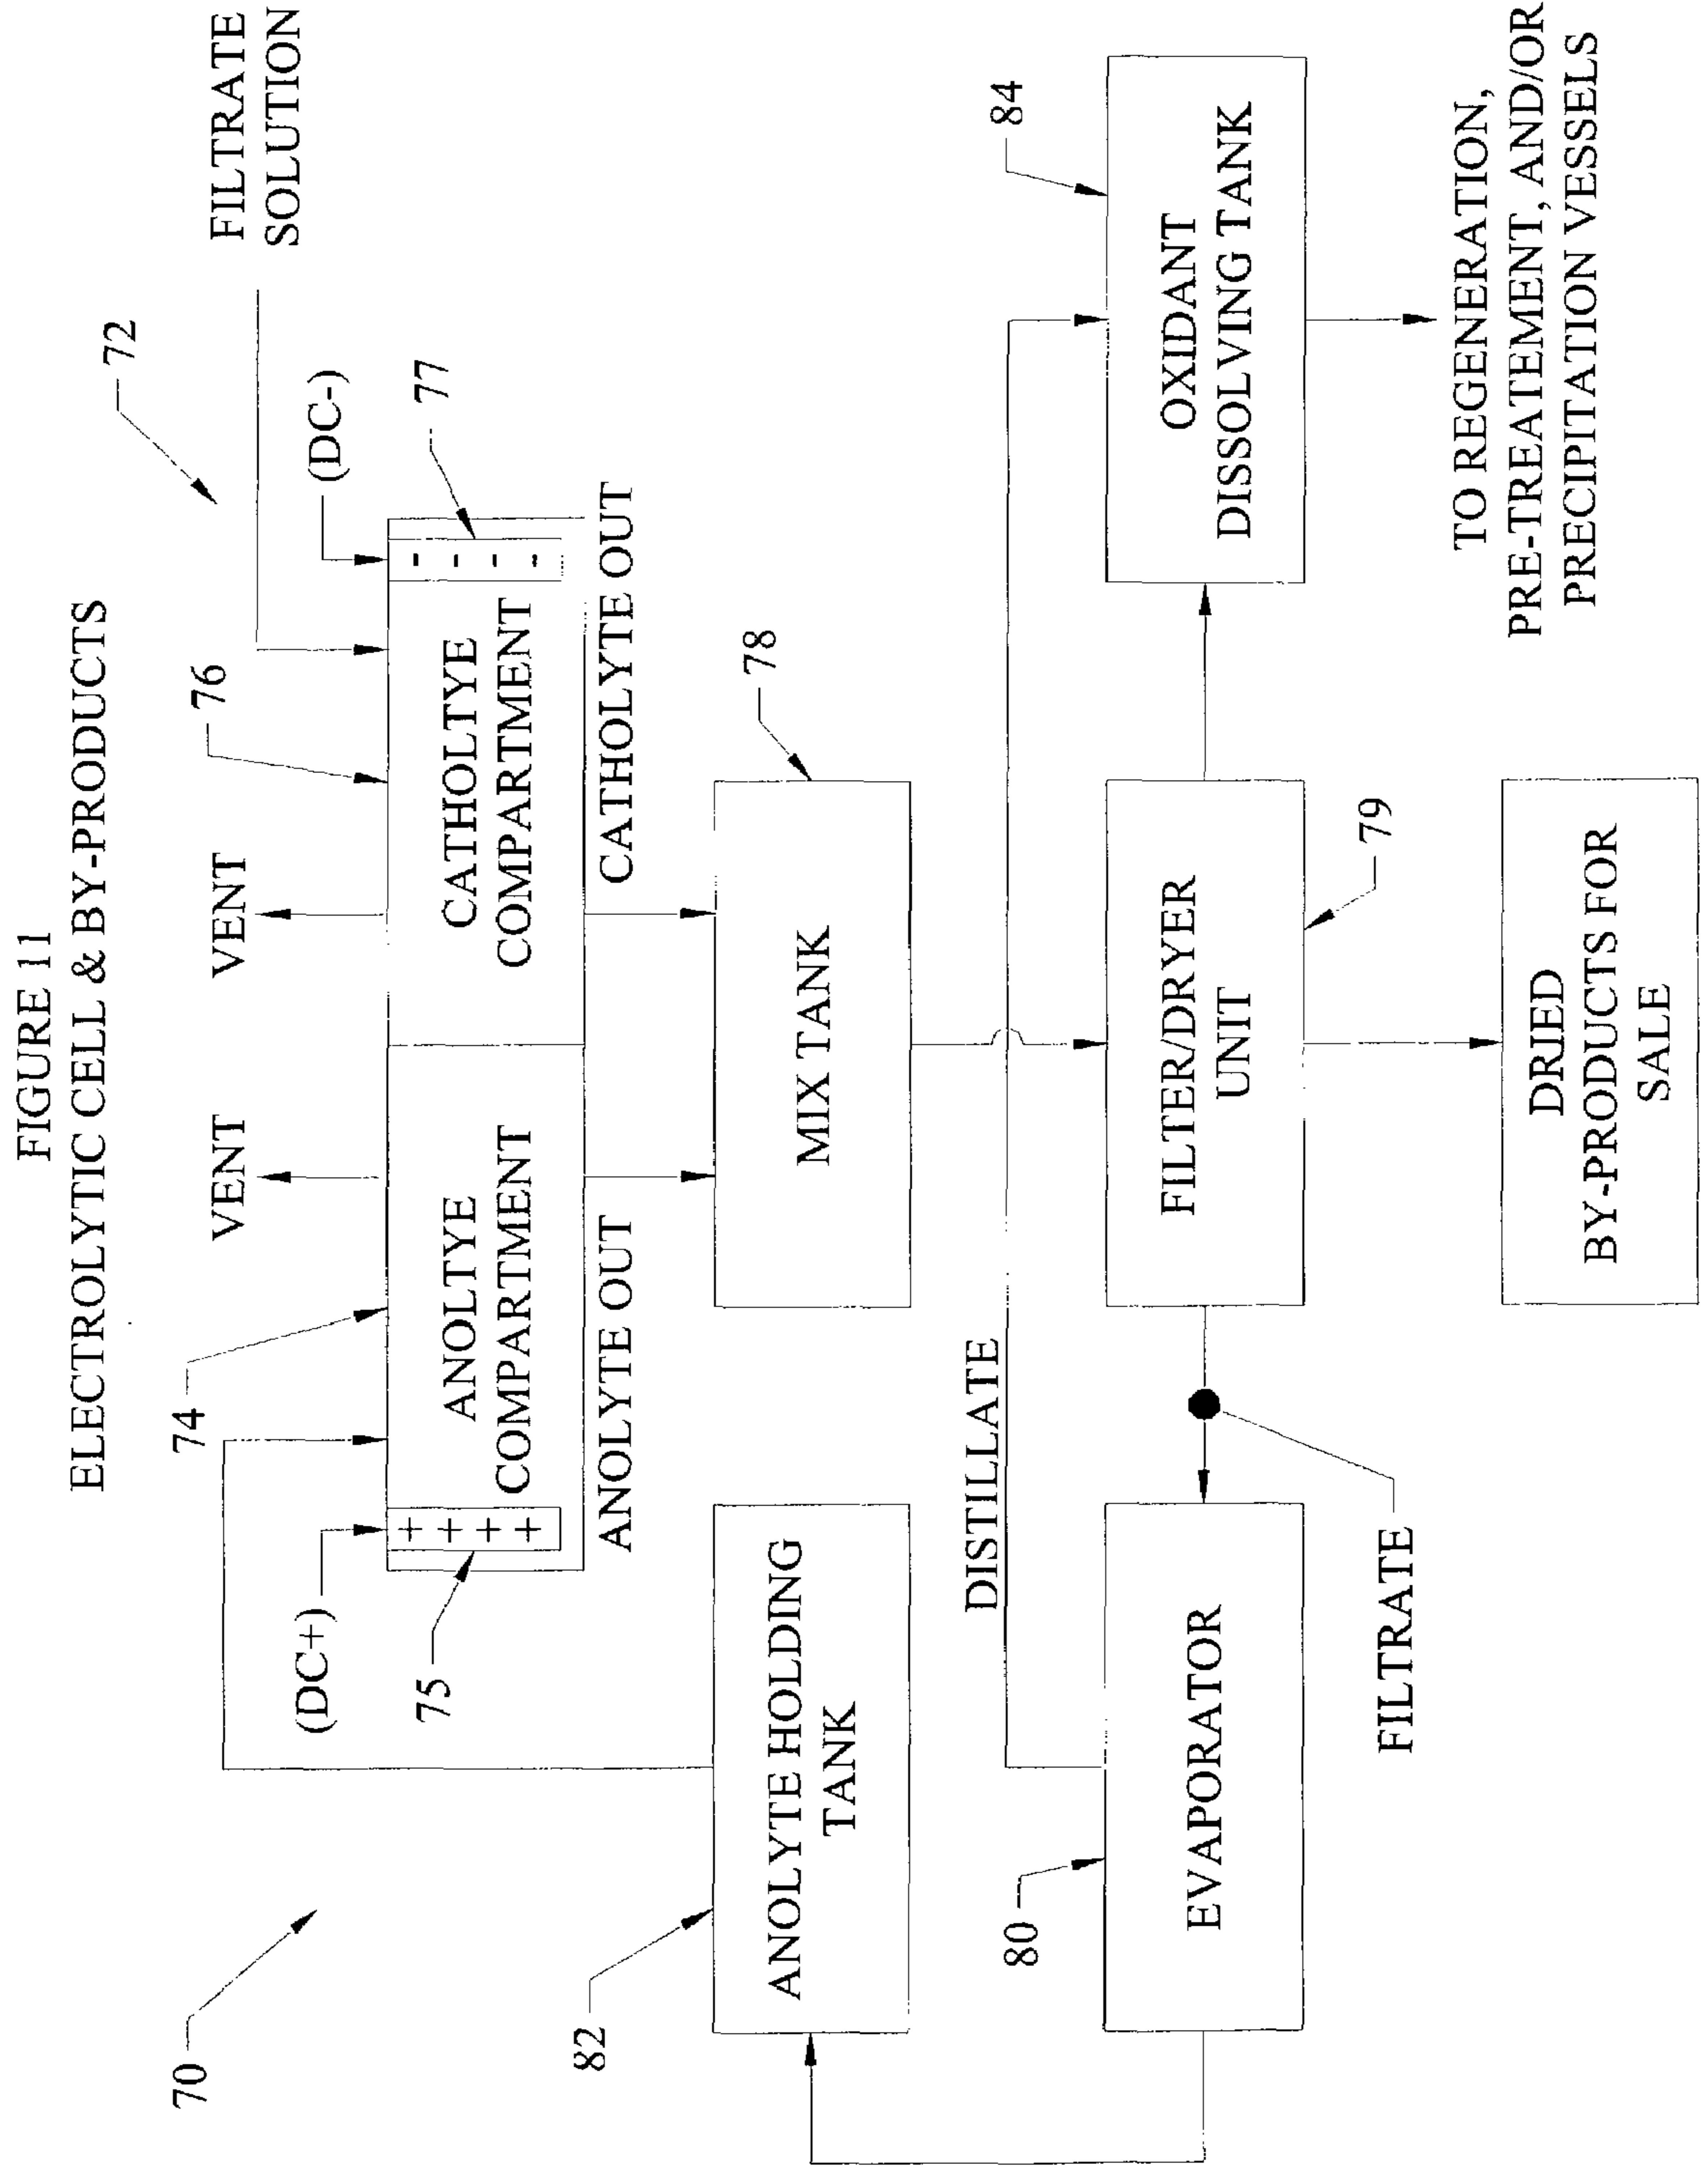 FIGURE 11
ELECTROLYTIC CELL & BY-PRODUCTS
70
72
FILTRATE
SOLUTION
VENT
VENT
74
76
(DC+)
(DC-)
75
77
ANOLTYE
COMPARTMENT
CATHOLTYE
COMPARTMENT
ANOLYTE OUT
CATHOLYTE OUT
82
ANOLYTE HOLDING
TANK
MIX TANK
78
DISTILLATE
80
EVAPORATOR
FILTER/DRYER
UNIT
79
84
OXIDANT
DISSOLVING TANK
FILTRATE
DRIED
BY-PRODUCTS FOR
SALE
TO REGENERATION,
PRE-TREATEMENT, AND/OR
PRECIPITATION VESSELS